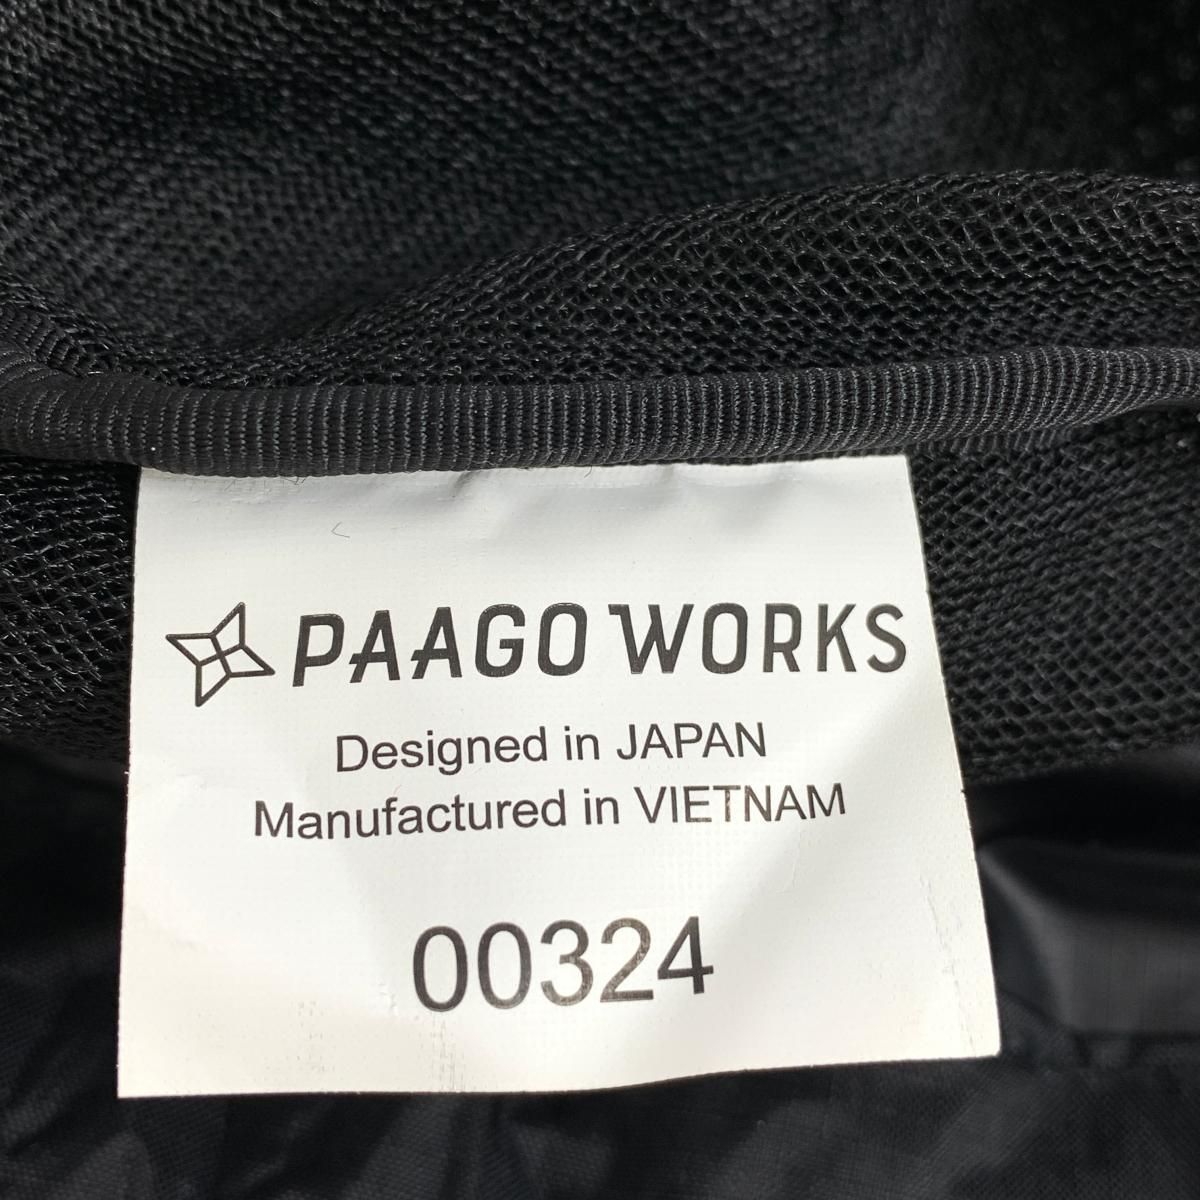 PAAGO WORKS
Designed in JAPAN
Manufactured in VIETNAM
00324